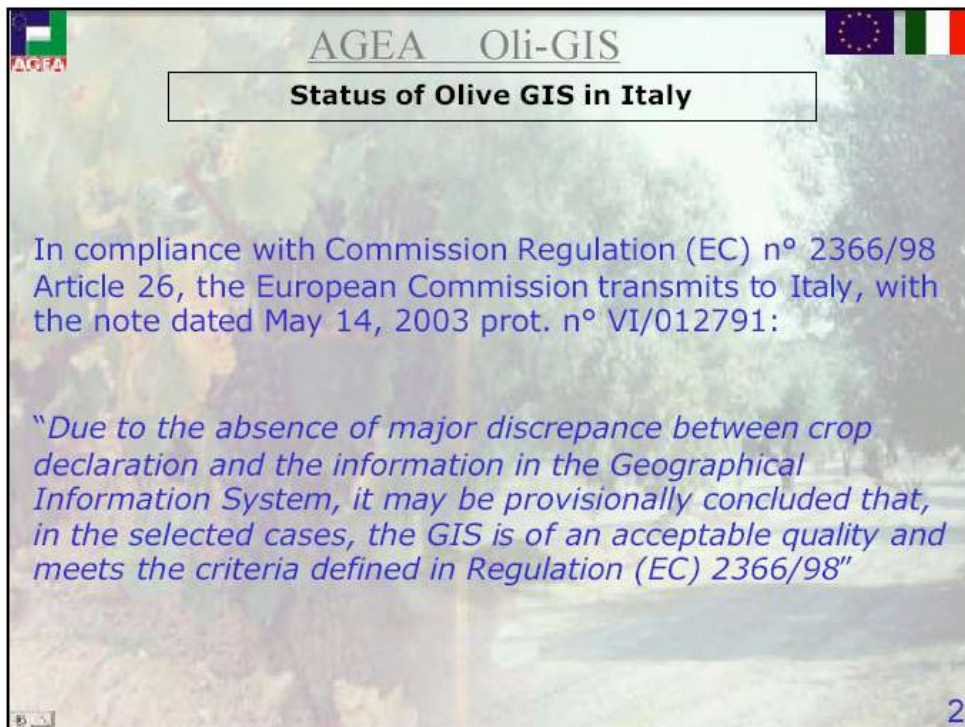 AGEA
AGEA Oli-GIS
Status of Olive GIS in Italy
In compliance with Commission Regulation (EC) n° 2366/98
Article 26, the European Commission transmits to Italy, with
the note dated May 14, 2003 prot. n° VI/012791:
“Due to the absence of major discrepance between crop
declaration and the information in the Geographical
Information System, it may be provisionally concluded that,
in the selected cases, the GIS is of an acceptable quality and
meets the criteria defined in Regulation (EC) 2366/98”
2